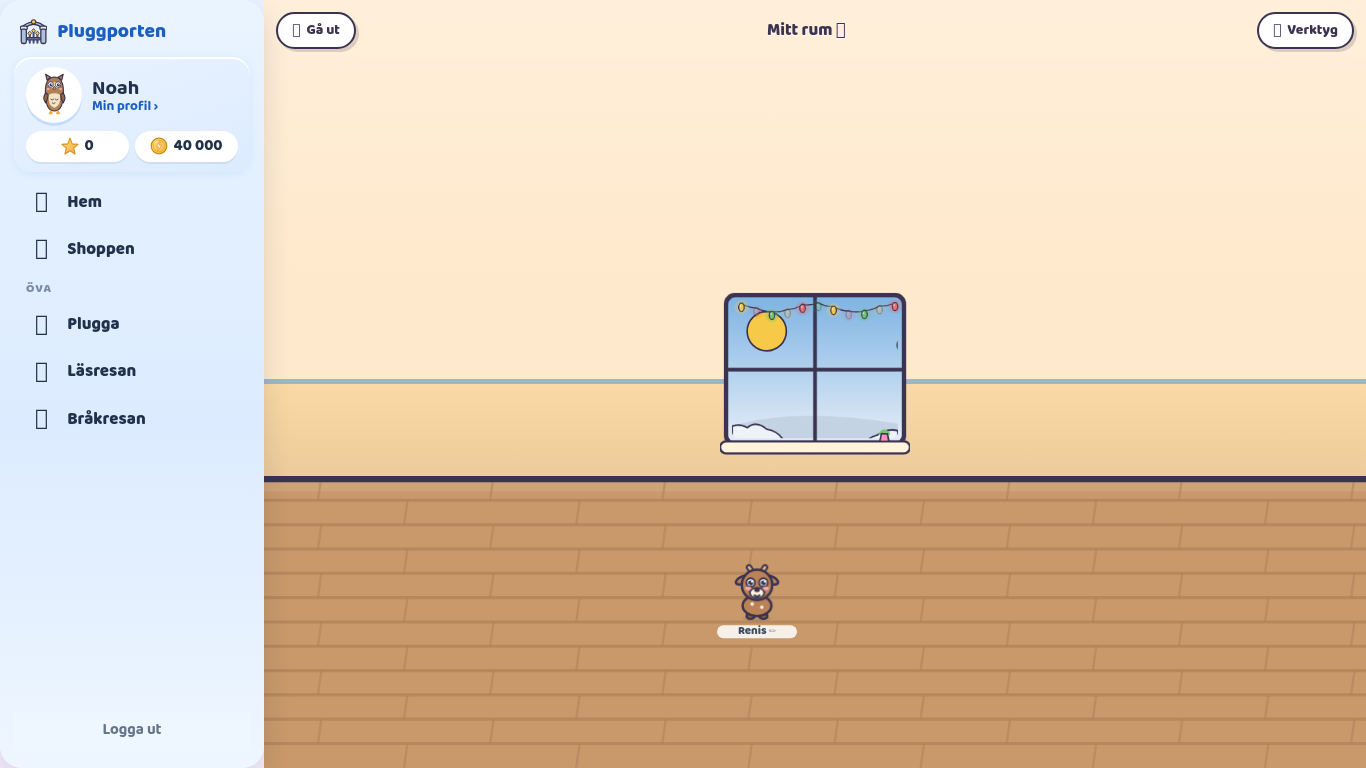 Pluggporten
Noah
Min profil ›
0
40 000
Hem
Shoppen
ÖVA
Plugga
Läsresan
Bråkresan
Logga ut
Gå ut
Mitt rum
Verktyg
Renis